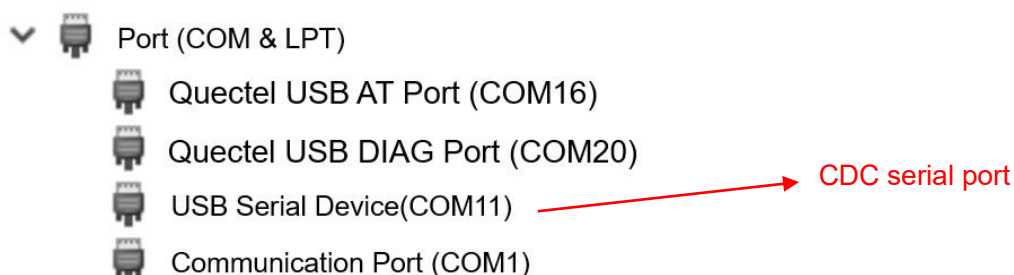 Port (COM & LPT)
Quectel USB AT Port (COM16)
Quectel USB DIAG Port (COM20)
CDC serial port
USB Serial Device(COM11)
Communication Port (COM1)